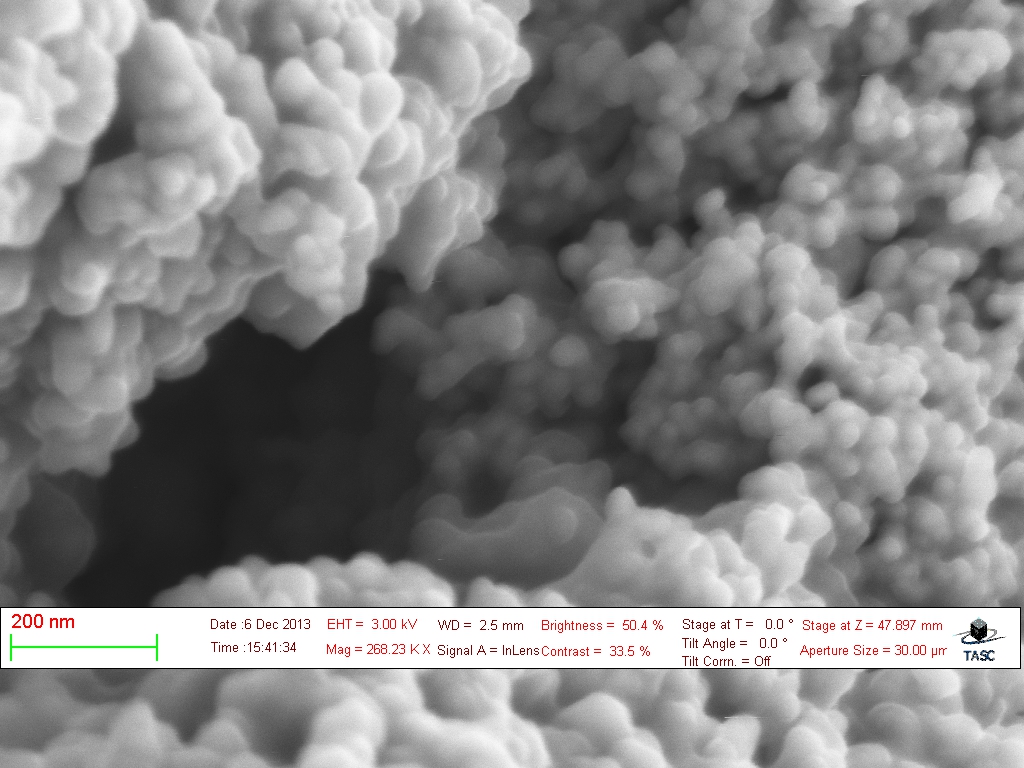 200 nm
Date :6 Dec 2013
Time :15:41:34
EHT = 3.00 kV
Mag = 268.23 K X
WD = 2.5 mm
Signal A = InLens
Brightness = 50.4 %
Contrast = 33.5 %
Stage at T = 0.0 °
Tilt Angle = 0.0 °
Tilt Corrn. = Off
Stage at Z = 47.897 mm
Aperture Size = 30.00 µm
TASC